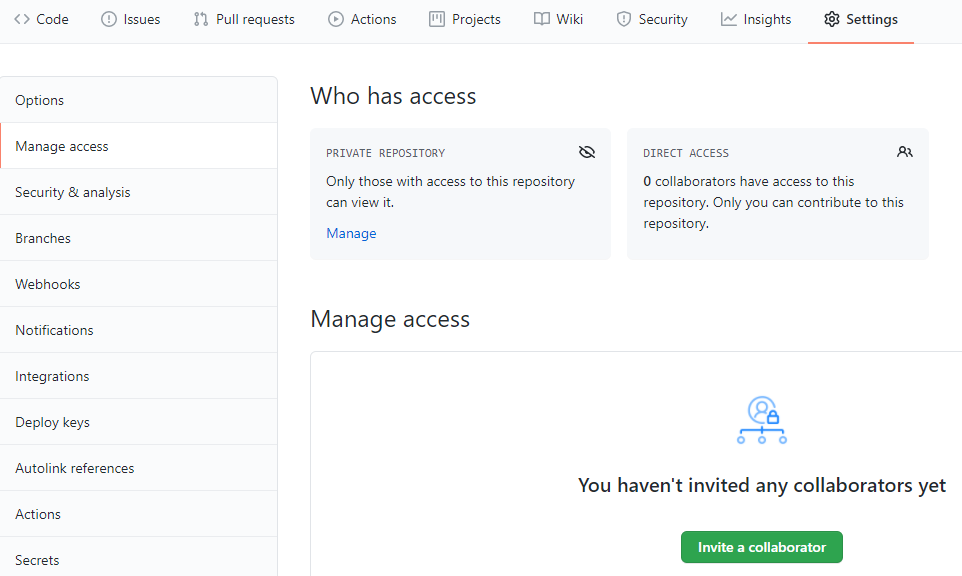 Code Issues Pull requests Actions Projects Wiki Security Insights Settings
Options
Manage access
Security & analysis
Branches
Webhooks
Notifications
Integrations
Deploy keys
Autolink references
Actions
Secrets
Who has access
PRIVATE REPOSITORY
Only those with access to this repository
can view it.
Manage
DIRECT ACCESS
0 collaborators have access to this
repository. Only you can contribute to this
repository.
Manage access
You haven't invited any collaborators yet
Invite a collaborator